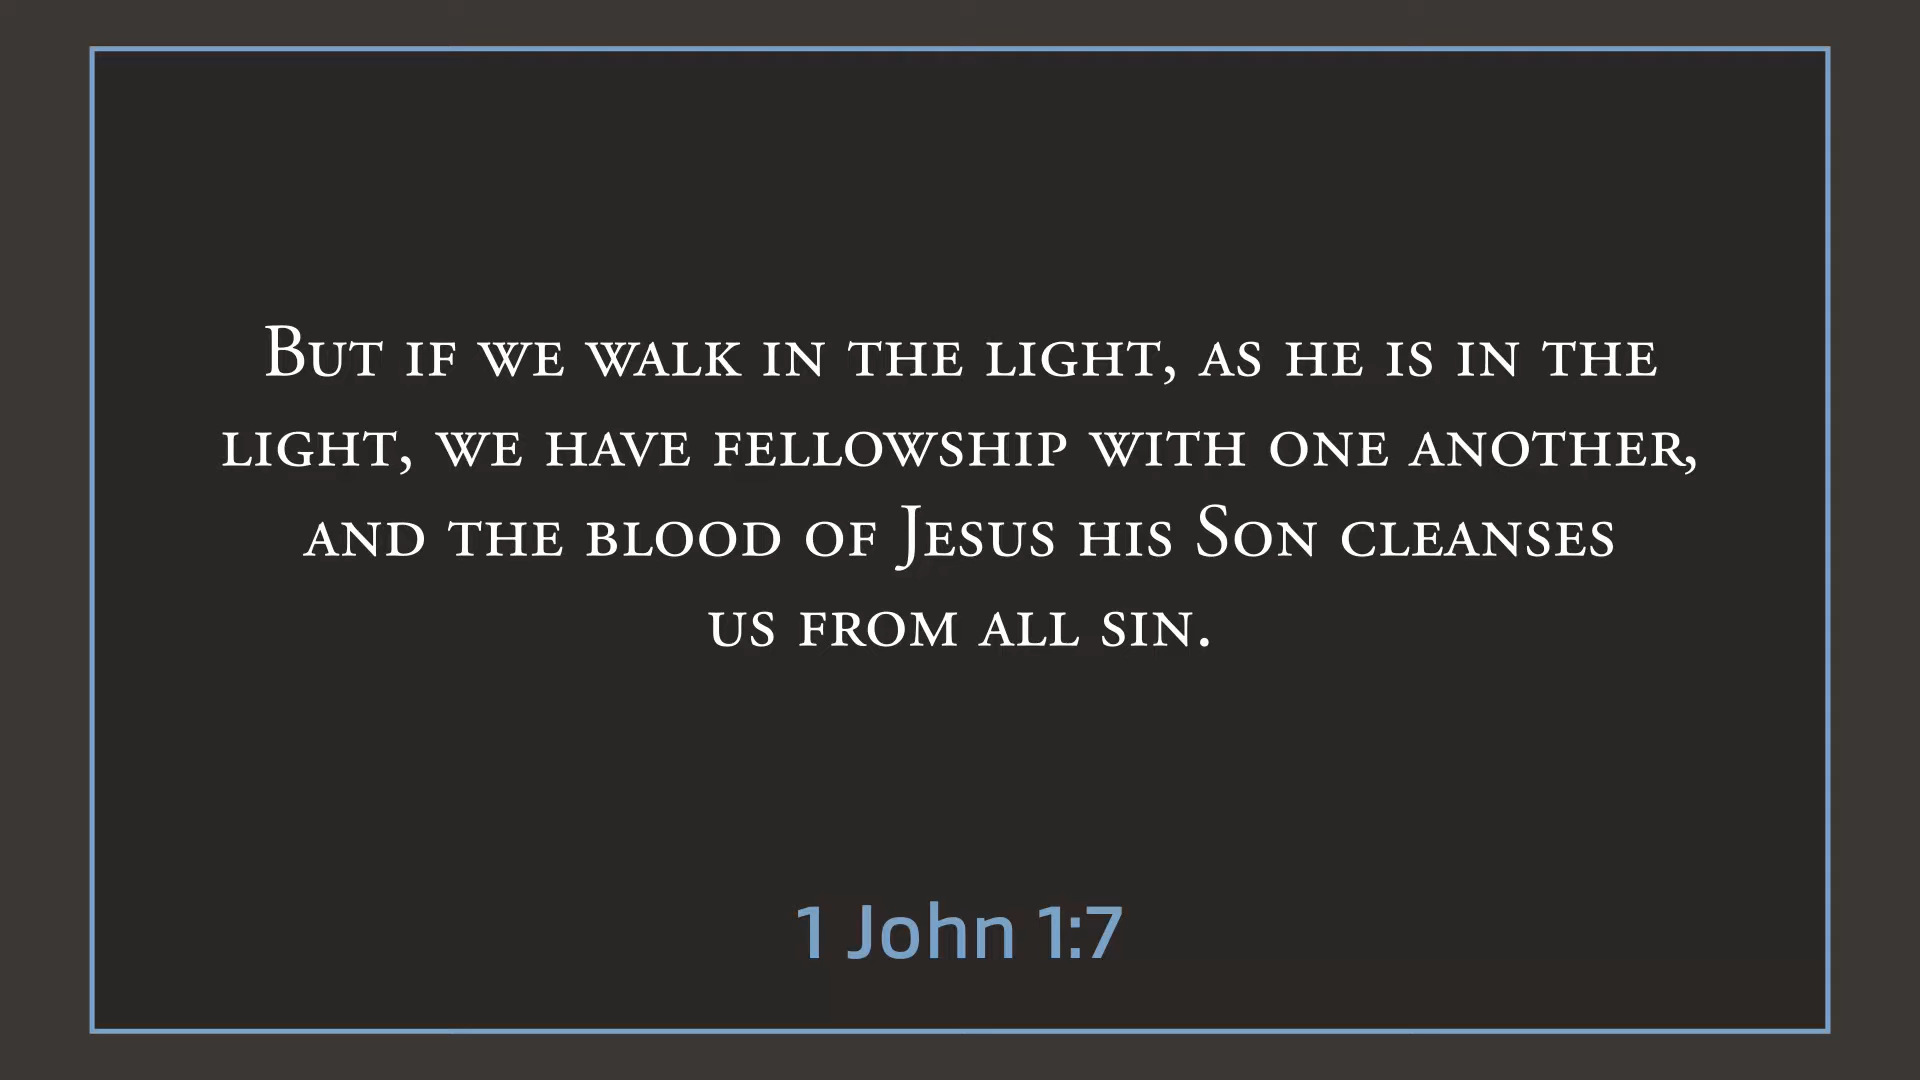 But if we walk in the light, as he is in the
light, we have fellowship with one another,
and the blood of Jesus his Son cleanses
us from all sin.
1 John 1:7